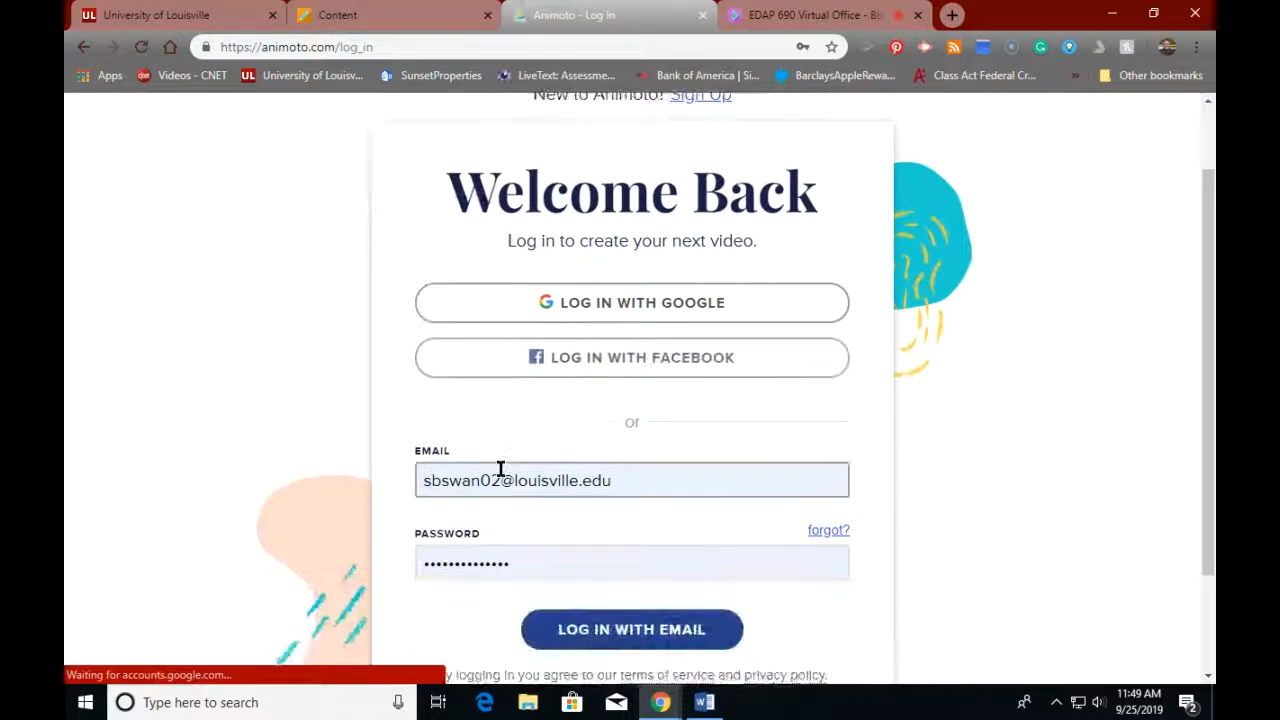 University of Louisville
Content
Animoto - Log In
EDAP 690 Virtual Office - Bl
https://animoto.com/log_in
Apps
Videos - CNET
University of Louisv...
SunsetProperties
LiveText: Assessme...
Bank of America | Si...
BarclaysAppleRewa...
Class Act Federal Cr...
»
Other bookmarks
New to Animoto? Sign Up
Welcome Back
Log in to create your next video.
LOG IN WITH GOOGLE
LOG IN WITH FACEBOOK
or
EMAIL
sbswan02@louisville.edu
PASSWORD
forgot?
••••••••••••••
LOG IN WITH EMAIL
y logging in you agree to our terms of service and privacy policy.
Waiting for accounts.google.com...
Type here to search
11:49 AM
9/25/2019
2